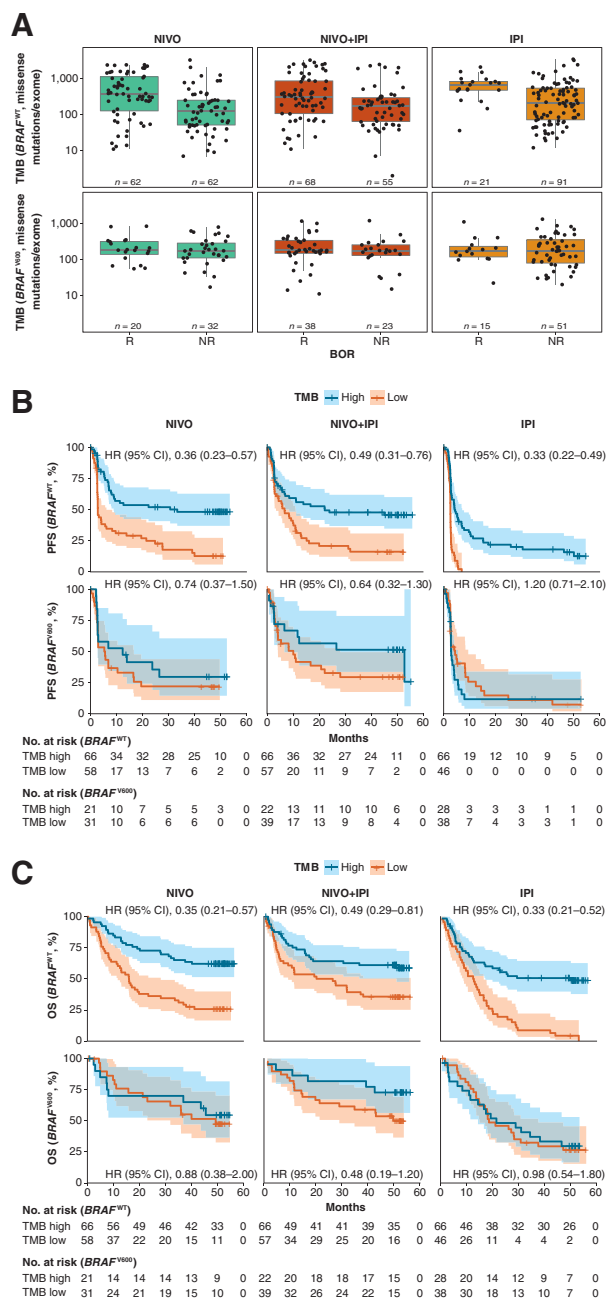 A
NIVO NIVO+IPI IPI
TMB (BRAF^WT, missense mutations/exome)
1,000
100
10
n = 62 n = 62 n = 68 n = 55 n = 21 n = 91
TMB (BRAF^V600, missense mutations/exome)
1,000
100
10
n = 20 n = 32 n = 38 n = 23 n = 15 n = 51
R NR R NR R NR
BOR
B
TMB High Low
NIVO NIVO+IPI IPI
PFS (BRAF^WT, %)
100
75
50
25
0
HR (95% CI), 0.36 (0.23–0.57) HR (95% CI), 0.49 (0.31–0.76) HR (95% CI), 0.33 (0.22–0.49)
PFS (BRAF^V600, %)
100
75
50
25
0
HR (95% CI), 0.74 (0.37–1.50) HR (95% CI), 0.64 (0.32–1.30) HR (95% CI), 1.20 (0.71–2.10)
0 10 20 30 40 50 60 0 10 20 30 40 50 60 0 10 20 30 40 50 60
Months
No. at risk (BRAF^WT)
TMB high 66 34 32 28 25 10 0 66 36 32 27 24 11 0 66 19 12 10 9 5 0
TMB low 58 17 13 7 6 2 0 57 20 11 9 7 2 0 46 0 0 0 0 0 0
No. at risk (BRAF^V600)
TMB high 21 10 7 5 5 3 0 22 13 11 10 10 6 0 28 3 3 3 1 1 0
TMB low 31 10 6 6 6 0 0 39 17 13 9 8 4 0 38 7 4 3 3 1 0
C
TMB High Low
NIVO NIVO+IPI IPI
OS (BRAF^WT, %)
100
75
50
25
0
HR (95% CI), 0.35 (0.21–0.57) HR (95% CI), 0.49 (0.29–0.81) HR (95% CI), 0.33 (0.21–0.52)
OS (BRAF^V600, %)
100
75
50
25
0
HR (95% CI), 0.88 (0.38–2.00) HR (95% CI), 0.48 (0.19–1.20) HR (95% CI), 0.98 (0.54–1.80)
0 10 20 30 40 50 60 0 10 20 30 40 50 60 0 10 20 30 40 50 60
Months
No. at risk (BRAF^WT)
TMB high 66 56 49 46 42 33 0 66 49 41 41 39 35 0 66 46 38 32 30 26 0
TMB low 58 37 22 20 15 11 0 57 34 29 25 20 16 0 46 26 11 4 4 2 0
No. at risk (BRAF^V600)
TMB high 21 14 14 14 13 9 0 22 20 18 18 17 15 0 28 20 14 12 9 7 0
TMB low 31 24 21 19 15 10 0 39 32 26 24 22 15 0 38 30 18 13 10 7 0